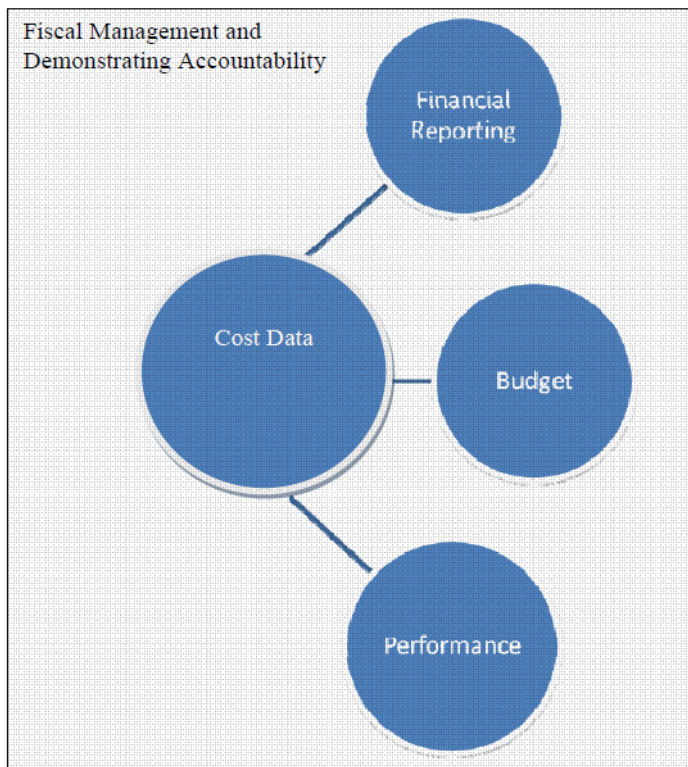 Fiscal Management and
Demonstrating Accountability
Financial
Reporting
Cost Data
Budget
Performance